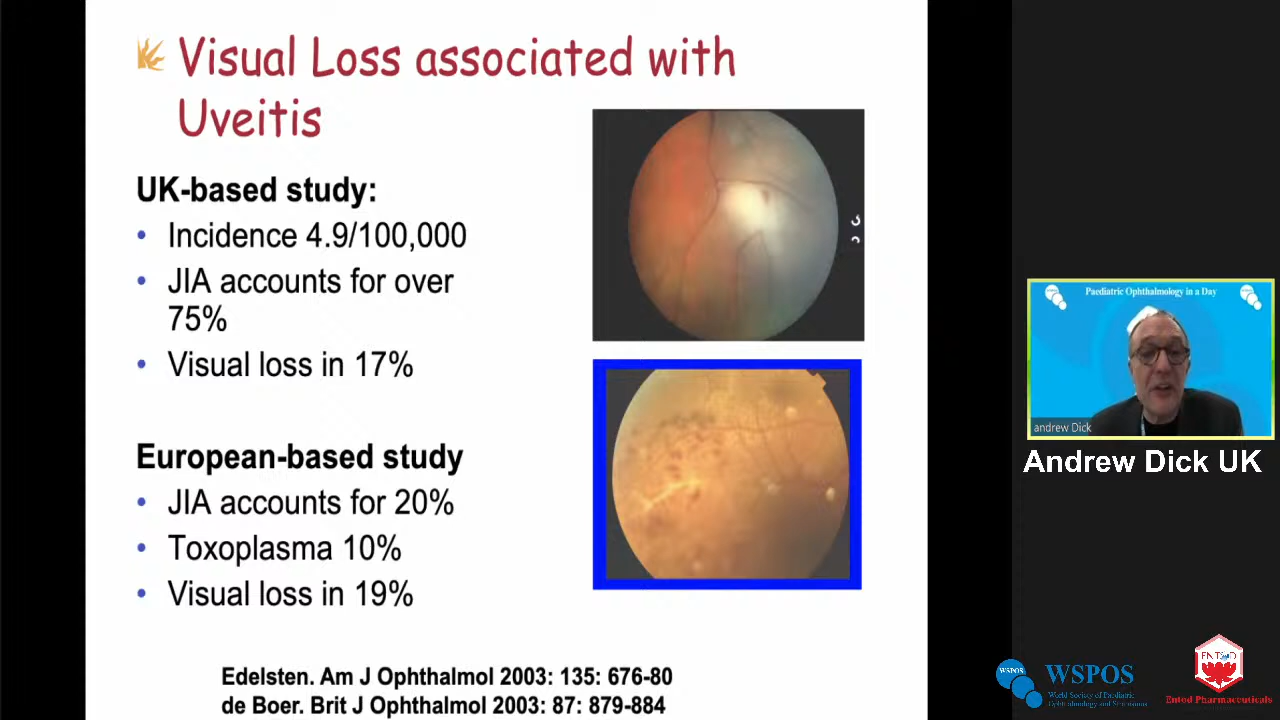 Visual Loss associated with
Uveitis
UK-based study:
• Incidence 4.9/100,000
• JIA accounts for over
75%
• Visual loss in 17%
European-based study
• JIA accounts for 20%
• Toxoplasma 10%
• Visual loss in 19%
Edelsten. Am J Ophthalmol 2003: 135: 676-80
de Boer. Brit J Ophthalmol 2003: 87: 879-884
Paediatric Ophthalmology in a Day
andrew Dick
Andrew Dick UK
WSPOS
WSPOS
World Society of Paediatric
Ophthalmology and Strabismus
ENTOD
Entod Pharmaceuticals